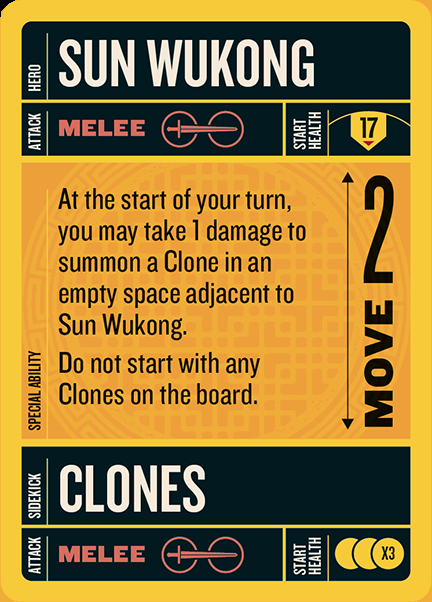 HERO
SUN WUKONG
ATTACK
MELEE
START
HEALTH
17
SPECIAL ABILITY
At the start of your turn,
you may take 1 damage to
summon a Clone in an
empty space adjacent to
Sun Wukong.
Do not start with any
Clones on the board.
MOVE 2
SIDEKICK
CLONES
ATTACK
MELEE
START
HEALTH
X3